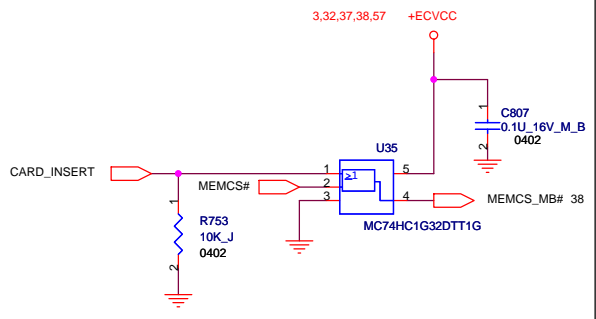 3,32,37,38,57 +ECVCC
1
C807
0.1U_16V_M_B
2
0402
U35
CARD_INSERT
1
5
≥1
MEMCS#
2
3
4
MEMCS_MB# 38
1
R753
10K_J
0402
2
MC74HC1G32DTT1G